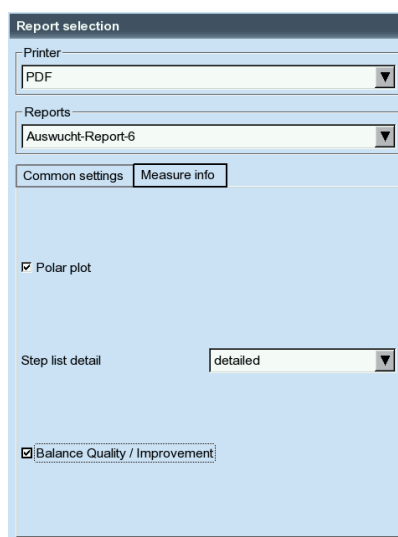 Report selection
Printer
PDF
Reports
Auswucht-Report-6
Common settings
Measure info
Polar plot
Step list detail
detailed
Balance Quality / Improvement